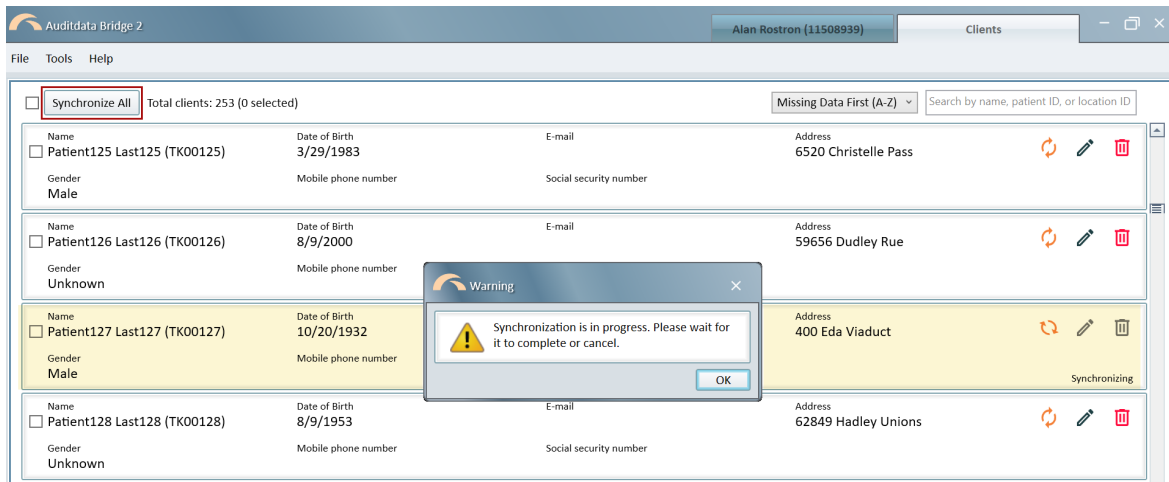 Auditdata Bridge 2
Alan Rostron (11508939)
Clients
File Tools Help
Synchronize All
Total clients: 253 (0 selected)
Missing Data First (A-Z)
Search by name, patient ID, or location ID
Name Date of Birth E-mail Address
Patient125 Last125 (TK00125) 3/29/1983 6520 Christelle Pass
Gender Mobile phone number Social security number
Male
Name Date of Birth E-mail Address
Patient126 Last126 (TK00126) 8/9/2000 59656 Dudley Rue
Gender Mobile phone number
Unknown
Warning
Synchronization is in progress. Please wait for
it to complete or cancel.
OK
Name Date of Birth Address
Patient127 Last127 (TK00127) 10/20/1932 400 Eda Viaduct
Gender Mobile phone number
Male
Synchronizing
Name Date of Birth E-mail Address
Patient128 Last128 (TK00128) 8/9/1953 62849 Hadley Unions
Gender Mobile phone number Social security number
Unknown